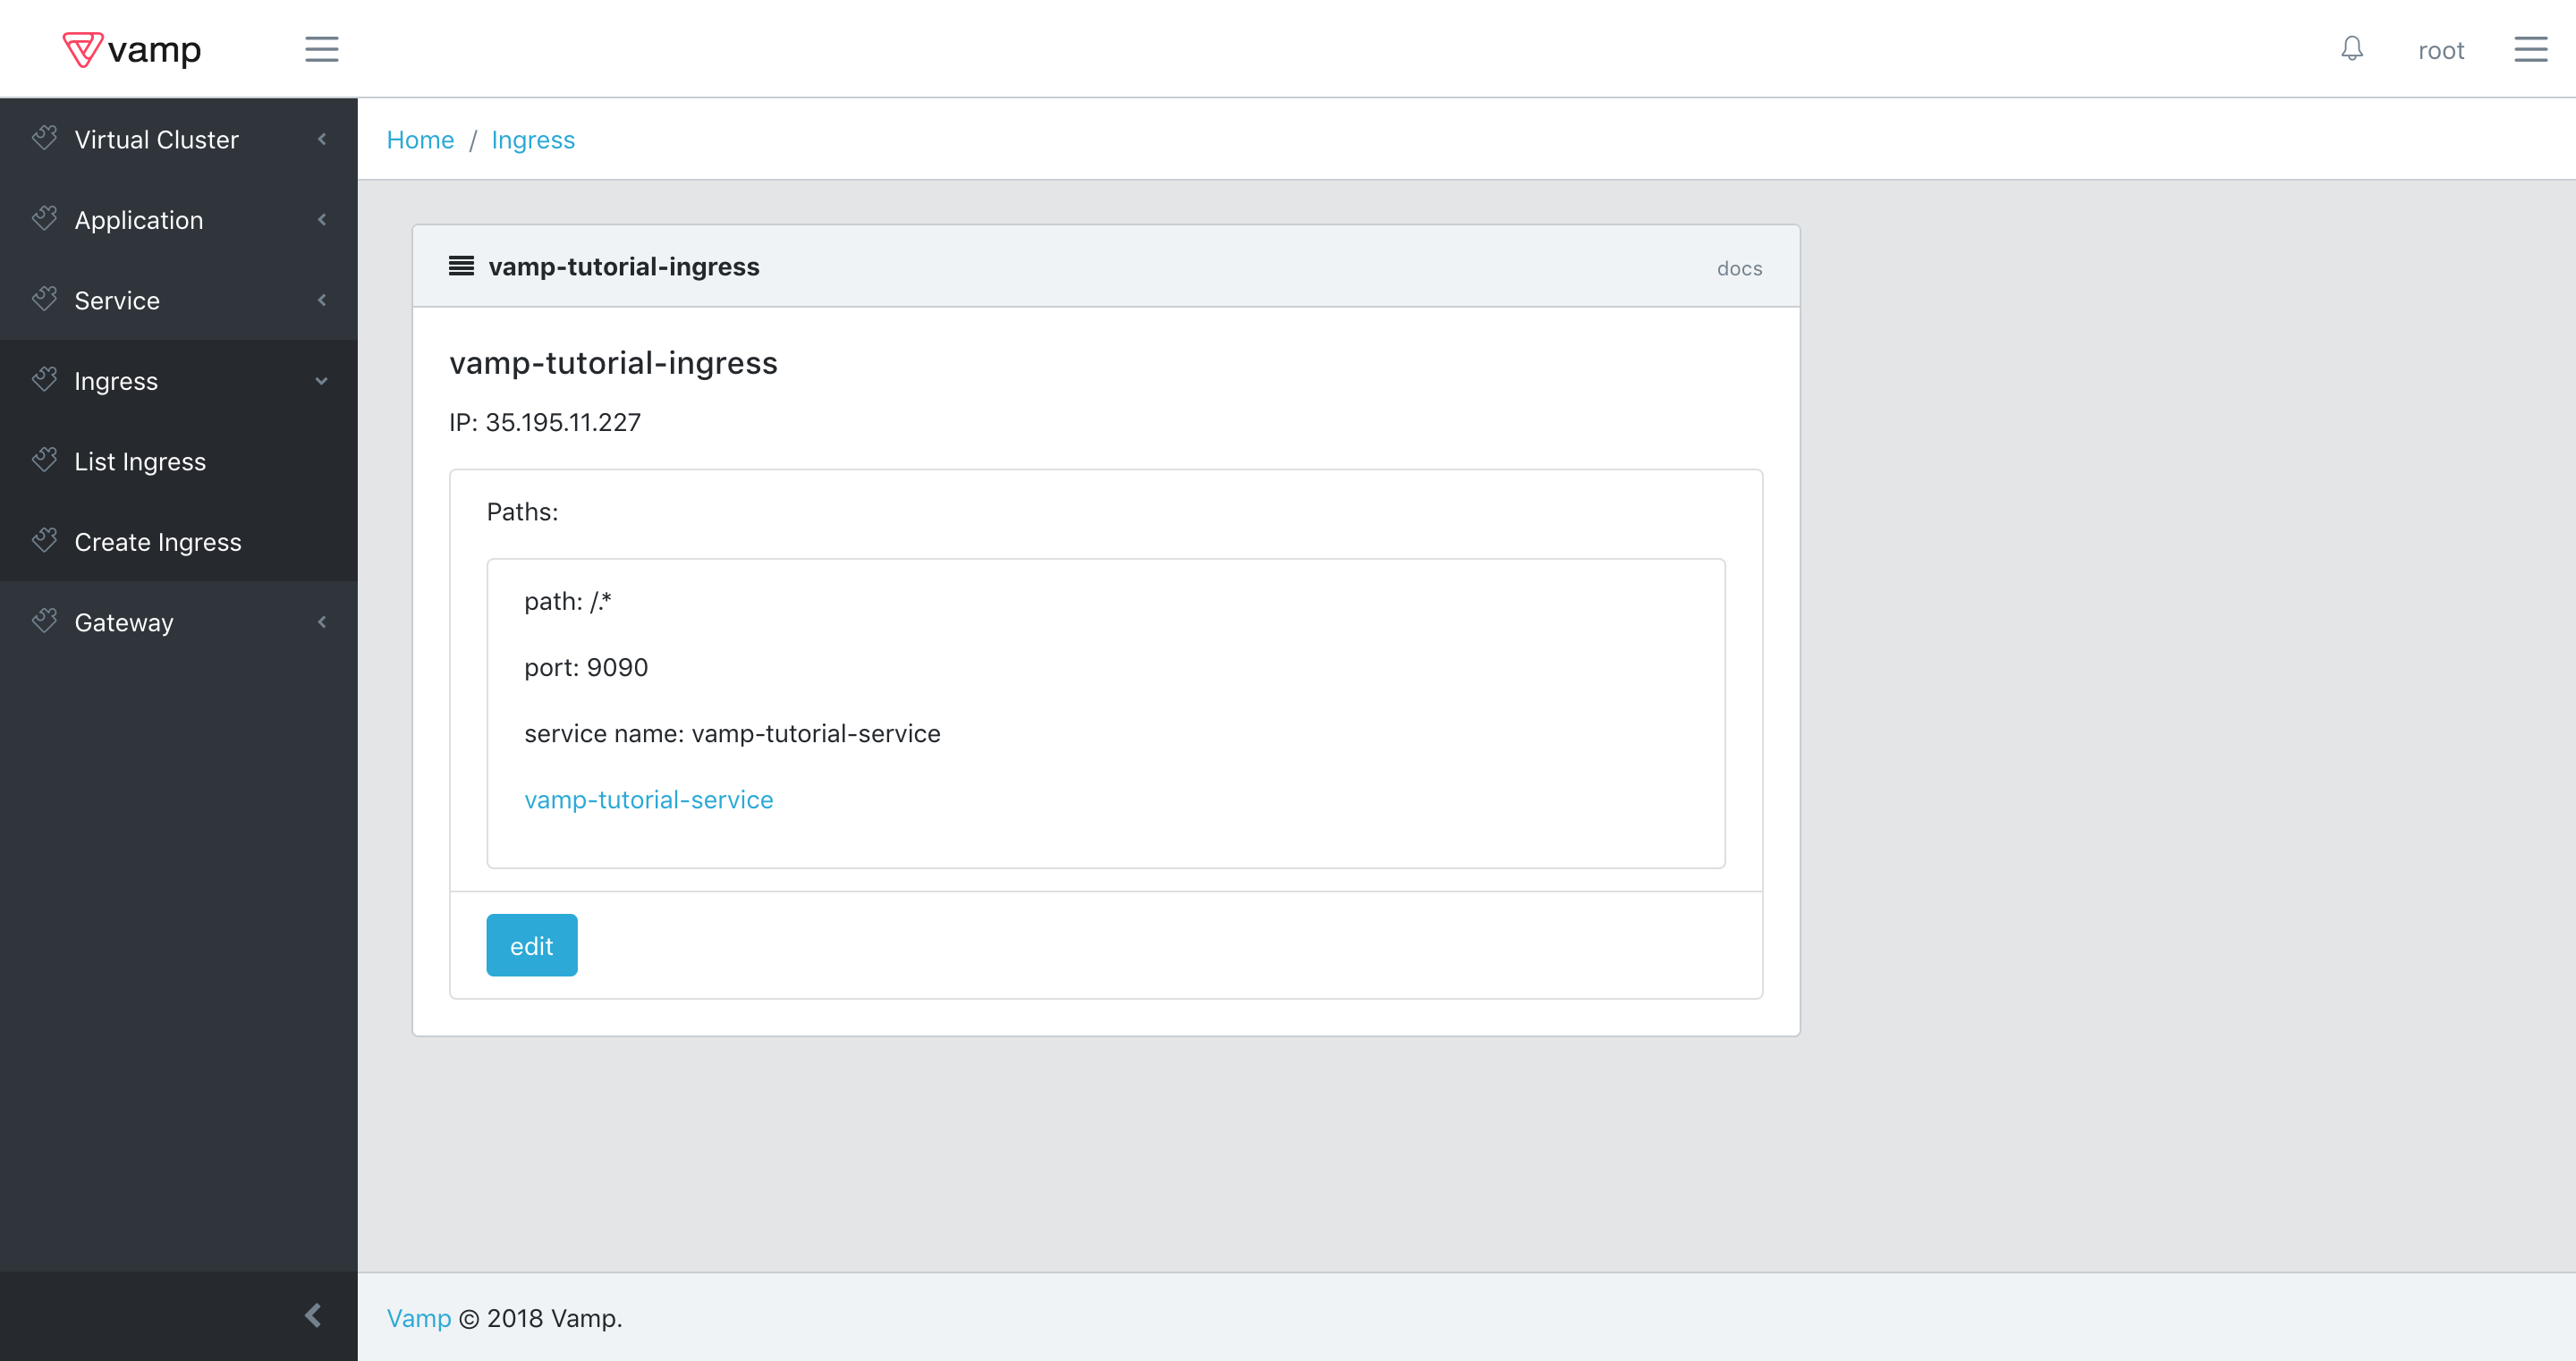 vamp
root
Virtual Cluster
Application
Service
Ingress
List Ingress
Create Ingress
Gateway
Home / Ingress
vamp-tutorial-ingress
docs
vamp-tutorial-ingress
IP: 35.195.11.227
Paths:
path: /.*
port: 9090
service name: vamp-tutorial-service
vamp-tutorial-service
edit
Vamp © 2018 Vamp.